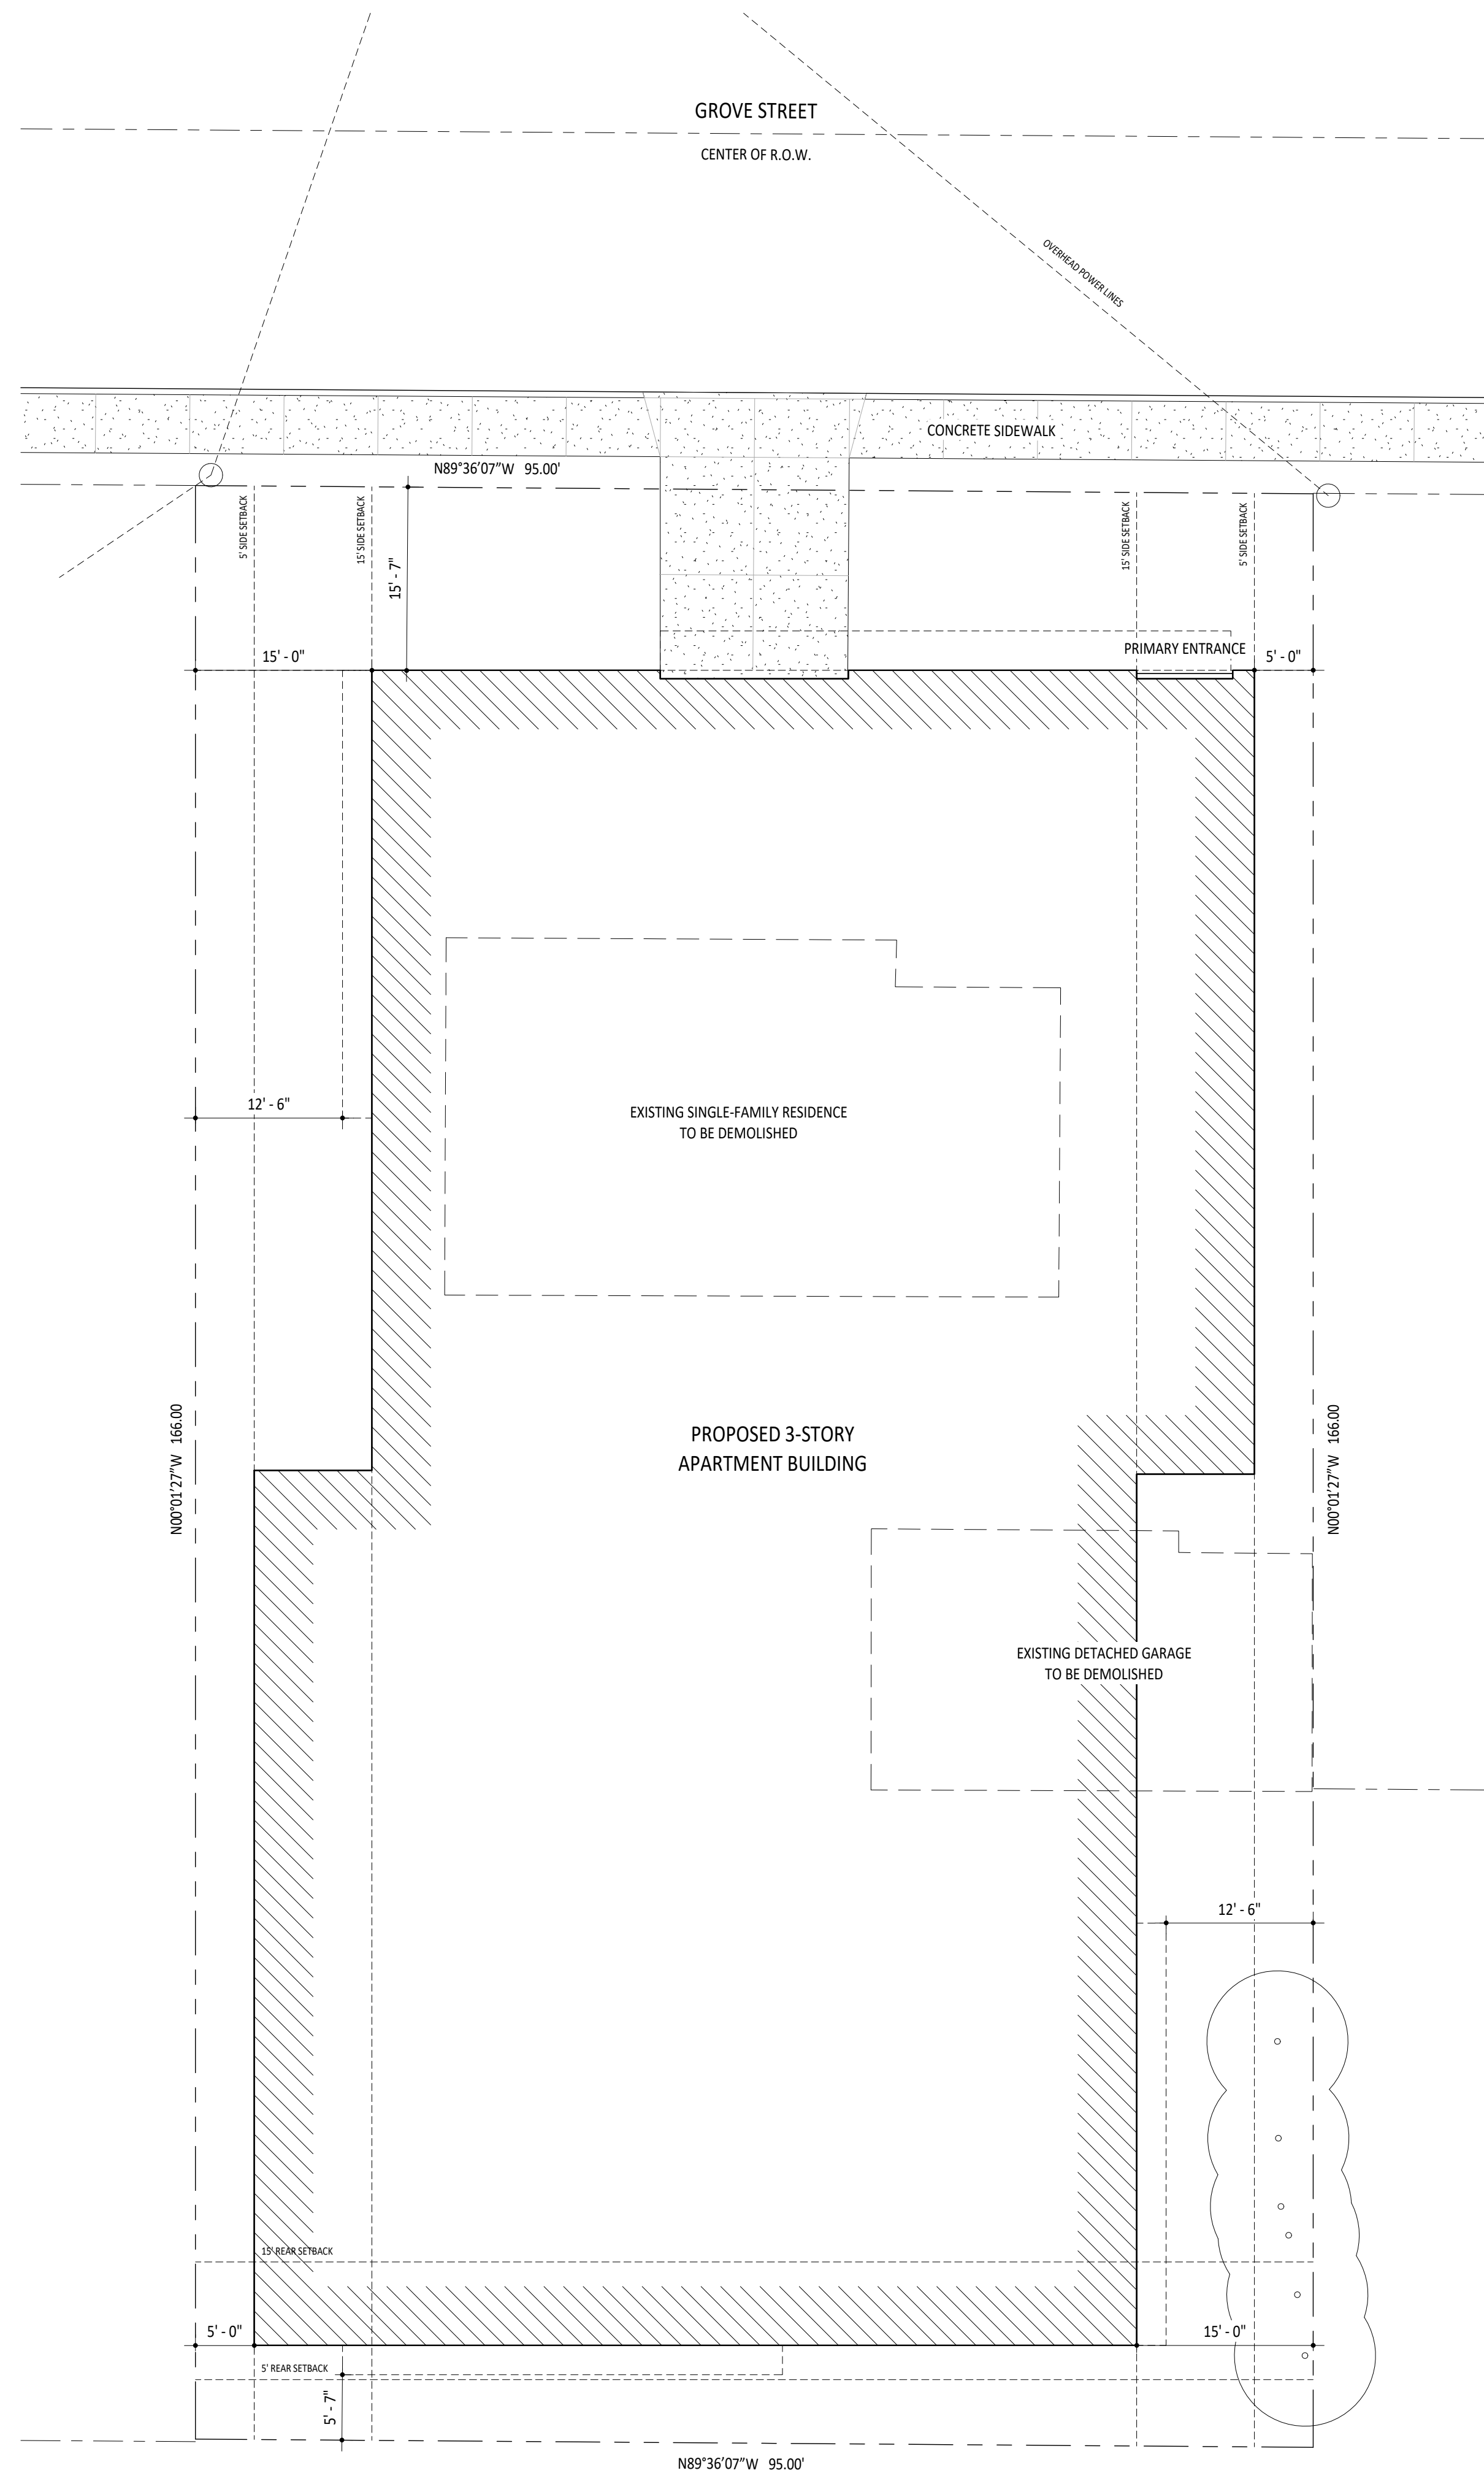 GROVE STREET
CENTER OF R.O.W.
OVERHEAD POWER LINES
CONCRETE SIDEWALK
N89°36'07"W 95.00'
5' SIDE SETBACK
15' SIDE SETBACK
15' - 7"
15' SIDE SETBACK
5' SIDE SETBACK
PRIMARY ENTRANCE
15' - 0"
5' - 0"
12' - 6"
EXISTING SINGLE-FAMILY RESIDENCE
TO BE DEMOLISHED
N00°01'27"W 166.00
PROPOSED 3-STORY
APARTMENT BUILDING
N00°01'27"W 166.00
EXISTING DETACHED GARAGE
TO BE DEMOLISHED
12' - 6"
15' REAR SETBACK
5' - 0"
15' - 0"
5' REAR SETBACK
5' - 7"
N89°36'07"W 95.00'